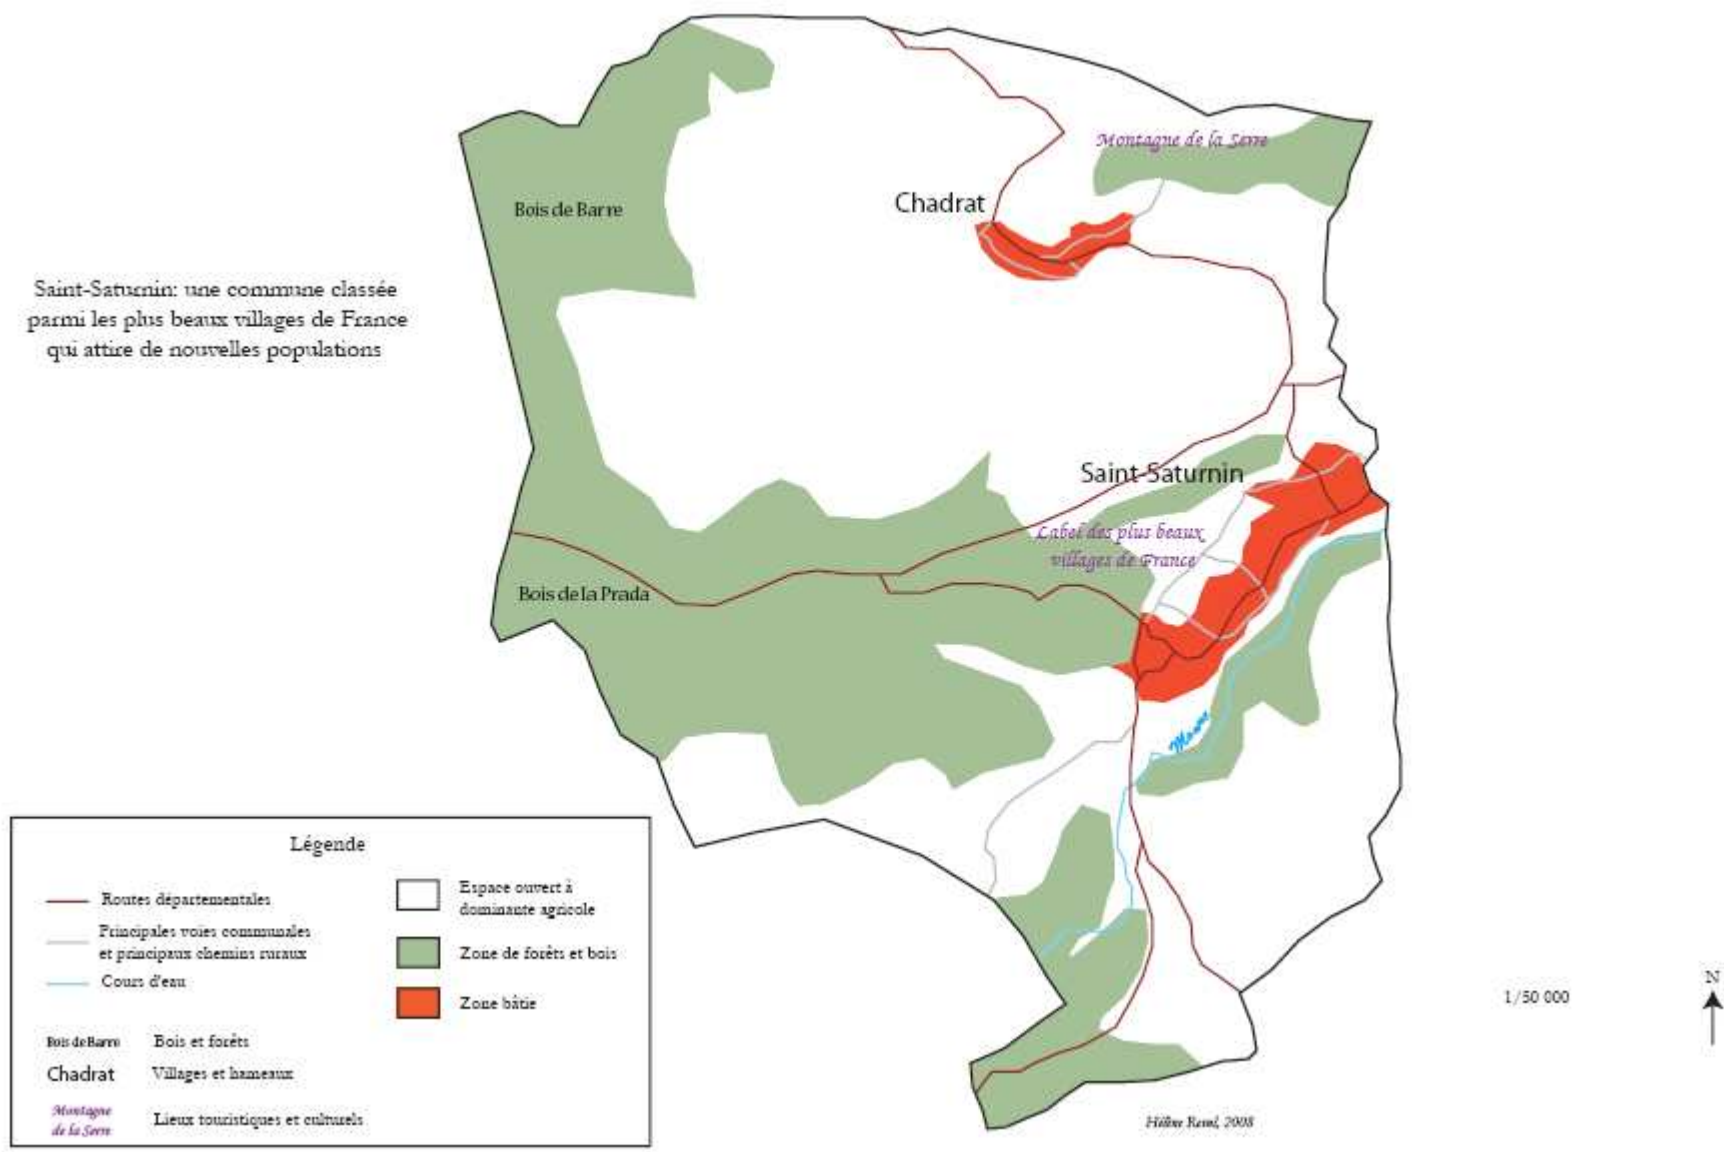 Montagne de la Serre
Chadrat
Bois de Barre
Saint-Saturnin: une commune classée
parmi les plus beaux villages de France
qui attire de nouvelles populations
Saint-Saturnin
Label des plus beaux
villages de France
Bois de la Prada
Légende
Routes départementales
Principales voies communales
et principaux chemins ruraux
Cours d'eau
Bois de Barre
Bois et forêts
Chadrat
Villages et hameaux
Montagne
de la Serre
Lieux touristiques et culturels
Espace ouvert à
dominante agricole
Zone de forêts et bois
Zone bâtie
1/50 000
N
Hélène 
2008